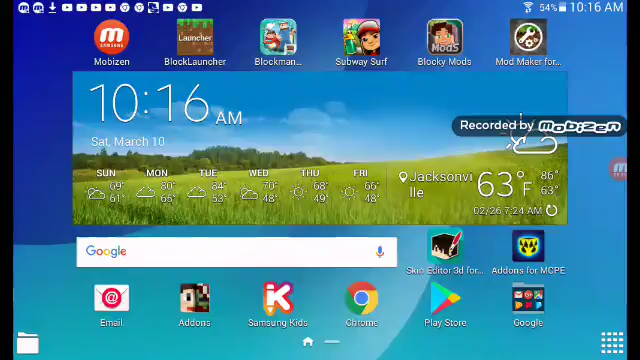 54% 10:16 AM
Mobizen
BlockLauncher
Blockman...
Subway Surf
Blocky Mods
Mod Maker for...
10:16 AM
Sat, March 10
Recorded by mobizen
SUN MON TUE WED THU FRI
69° 80° 84° 70° 68° 66°
61° 65° 53° 48° 49° 48°
Jacksonvi
lle
63°F
86°
63°
02/26 7:24 AM
Google
Skin Editor 3d for...
Addons for MCPE
Email
Addons
Samsung Kids
Chrome
Play Store
Google